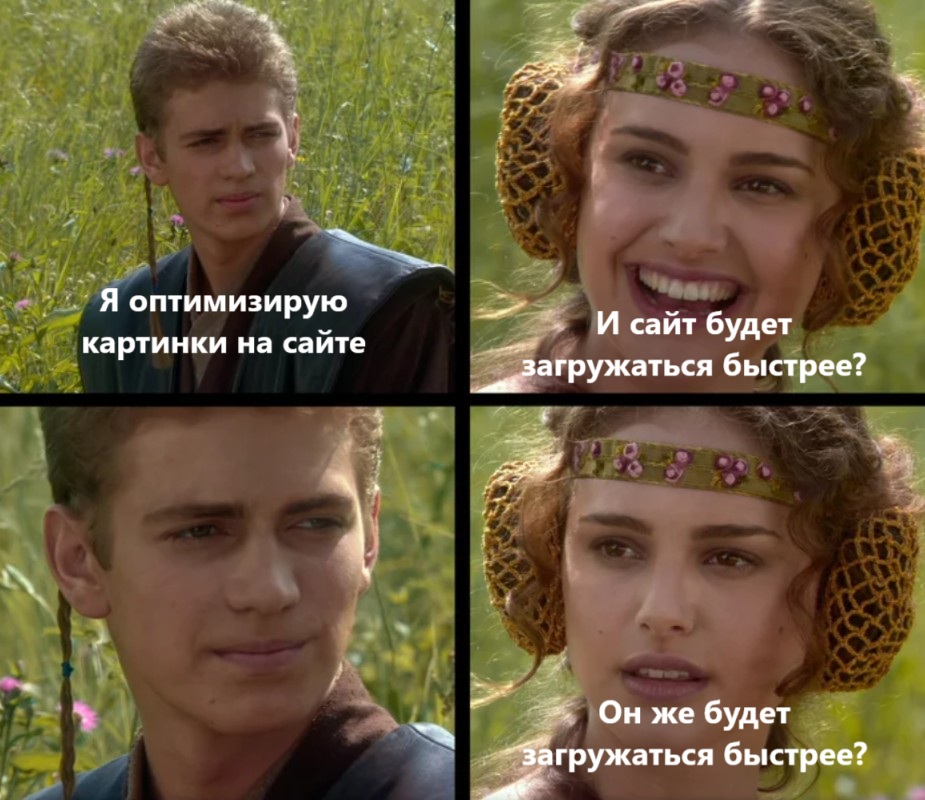 Я оптимизирую
картинки на сайте
И сайт будет
загружаться быстрее?
Он же будет
загружаться быстрее?